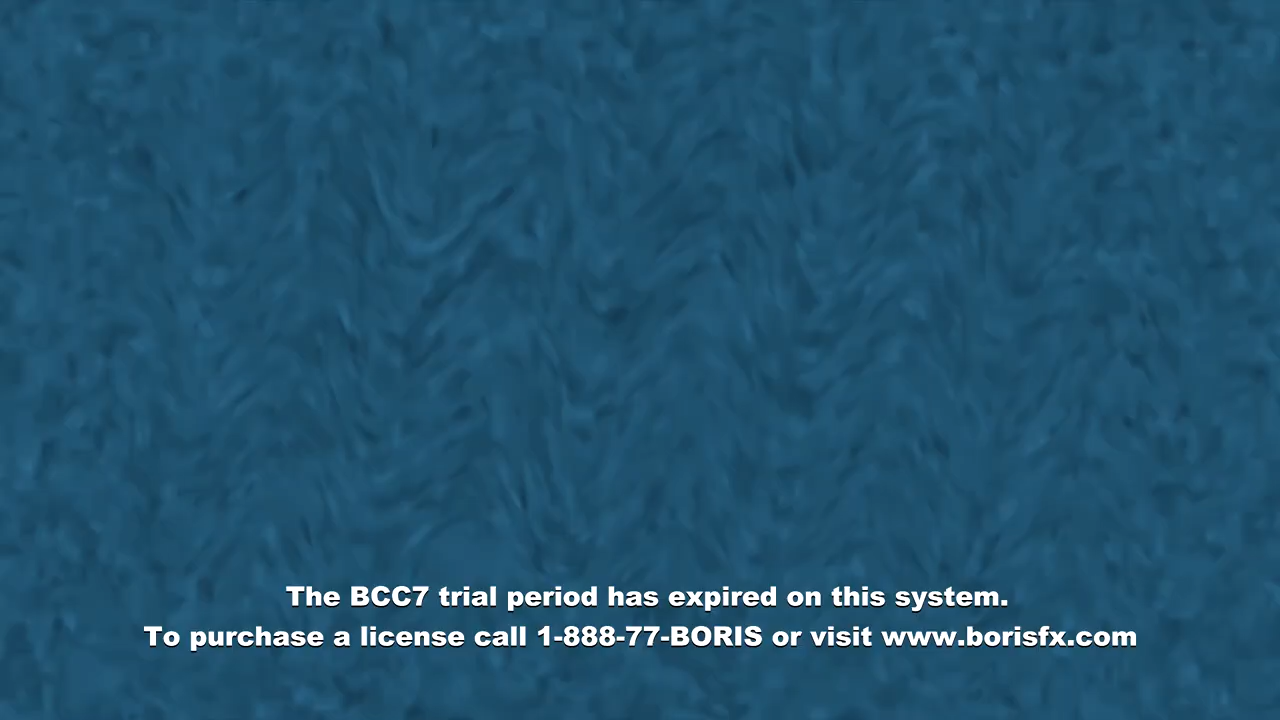 The BCC7 trial period has expired on this system.
To purchase a license call 1-888-77-BORIS or visit www.borisfx.com